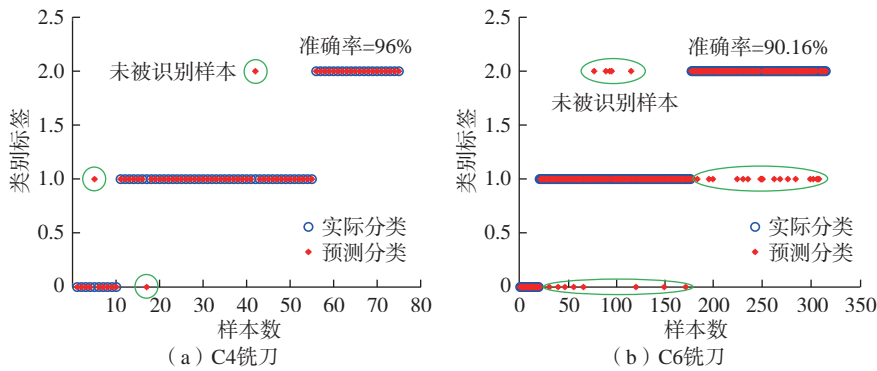 2.5
准确率=96%
未被识别样本
2.0
1.5
类别标签
1.0
0.5
实际分类
预测分类
0
10 20 30 40 50 60 70 80
样本数
（a）C4铣刀
2.5
准确率=90.16%
2.0
未被识别样本
1.5
类别标签
1.0
0.5
实际分类
预测分类
0
0 50 100 150 200 250 300 350
样本数
（b）C6铣刀